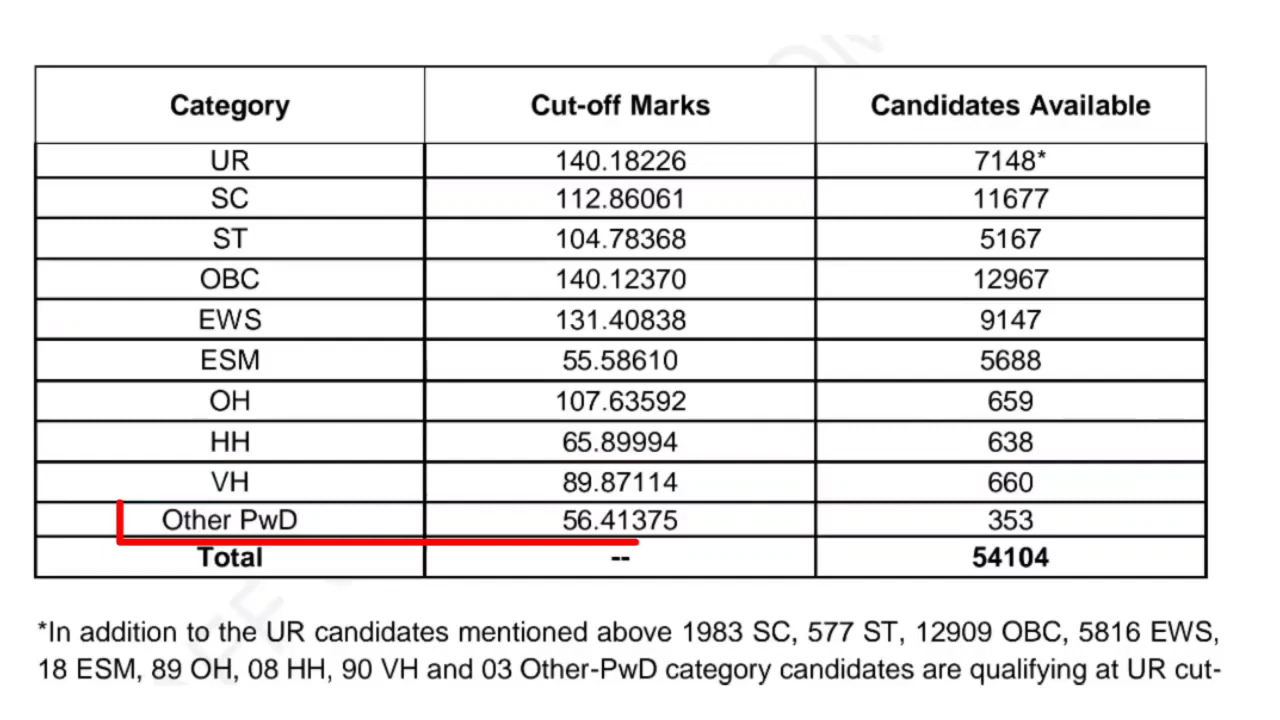 Category Cut-off Marks Candidates Available
UR 140.18226 7148*
SC 112.86061 11677
ST 104.78368 5167
OBC 140.12370 12967
EWS 131.40838 9147
ESM 55.58610 5688
OH 107.63592 659
HH 65.89994 638
VH 89.87114 660
Other PwD 56.41375 353
Total -- 54104
*In addition to the UR candidates mentioned above 1983 SC, 577 ST, 12909 OBC, 5816 EWS,
18 ESM, 89 OH, 08 HH, 90 VH and 03 Other-PwD category candidates are qualifying at UR cut-